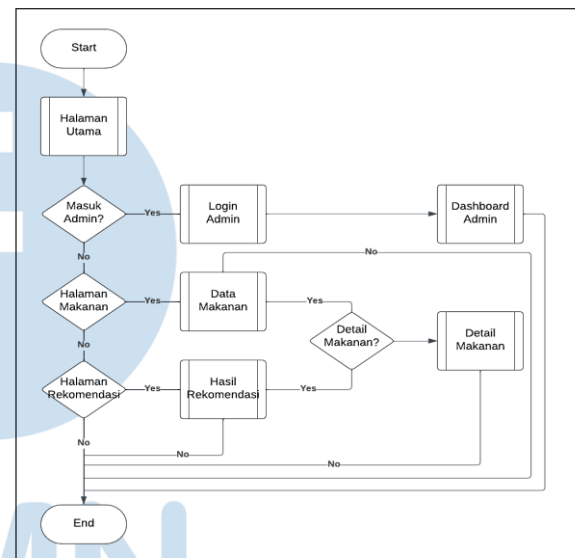 Start
Halaman
Utama
Masuk
Admin?
Yes
Login
Admin
Dashboard
Admin
No
No
Halaman
Makanan
Yes
Data
Makanan
Yes
Detail
Makanan?
Detail
Makanan
No
Halaman
Rekomendasi
Yes
Hasil
Rekomendasi
Yes
No
No
No
End